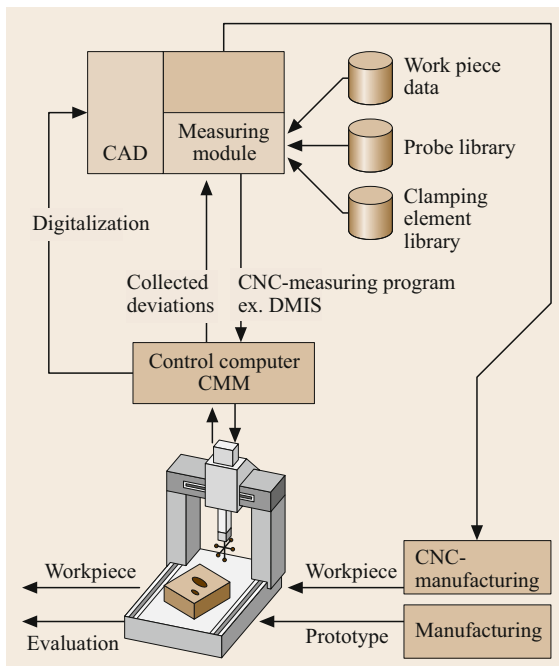 Work piece
data
CAD
Measuring
module
Probe library
Clamping
element
library
Digitalization
Collected
deviations
CNC-measuring program
ex. DMIS
Control computer
CMM
Workpiece
Workpiece
CNC-
manufacturing
Evaluation
Prototype
Manufacturing